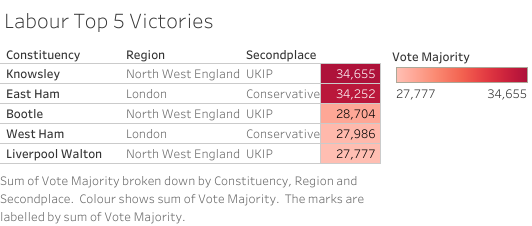 Labour Top 5 Victories
Constituency Region Secondplace
Knowsley North West England UKIP 34,655
East Ham London Conservative 34,252
Bootle North West England UKIP 28,704
West Ham London Conservative 27,986
Liverpool Walton North West England UKIP 27,777
Vote Majority
27,777 34,655
Sum of Vote Majority broken down by Constituency, Region and
Secondplace. Colour shows sum of Vote Majority. The marks are
labelled by sum of Vote Majority.